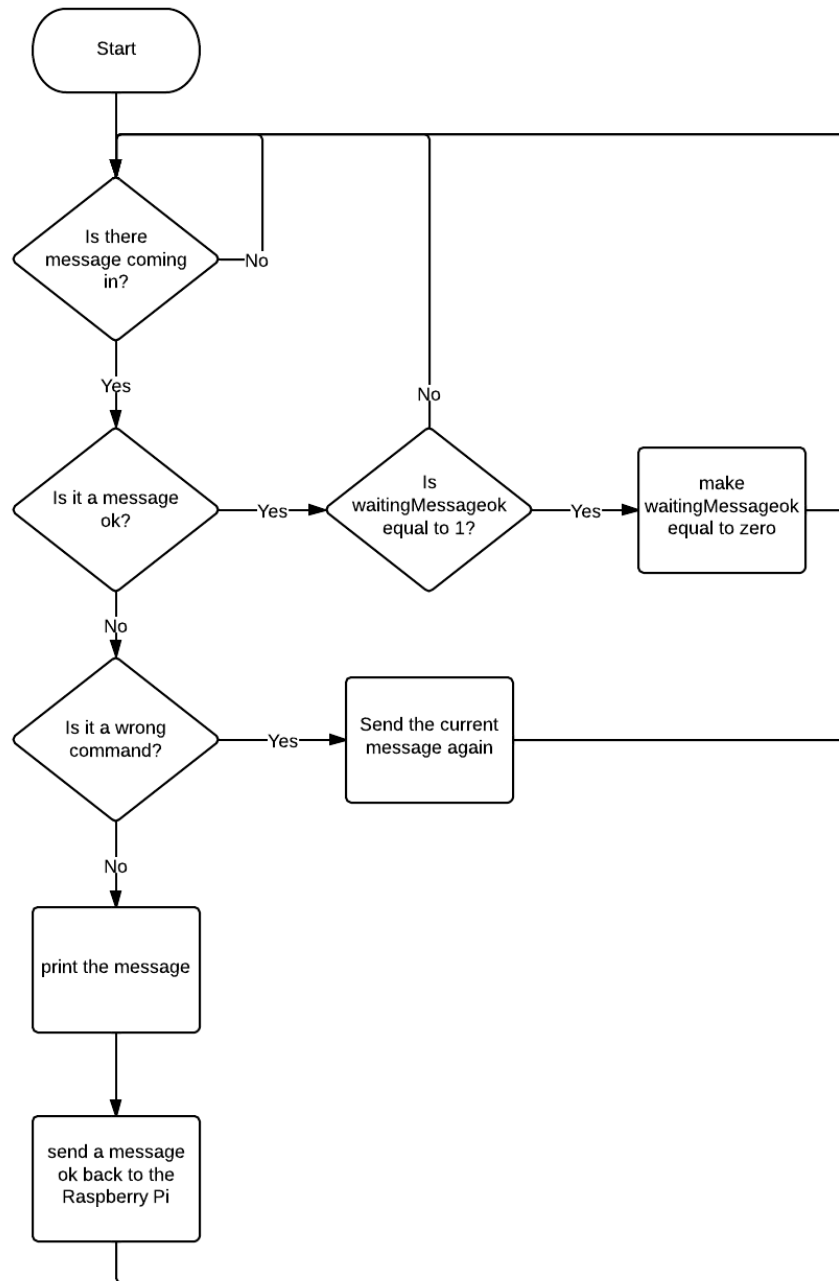 Start
Is there
message coming
in?
No
Yes
No
Is it a message
ok?
Yes
Is
waitingMessageok
equal to 1?
Yes
make
waitingMessageok
equal to zero
No
Is it a wrong
command?
Yes
Send the current
message again
No
print the message
send a message
ok back to the
Raspberry Pi